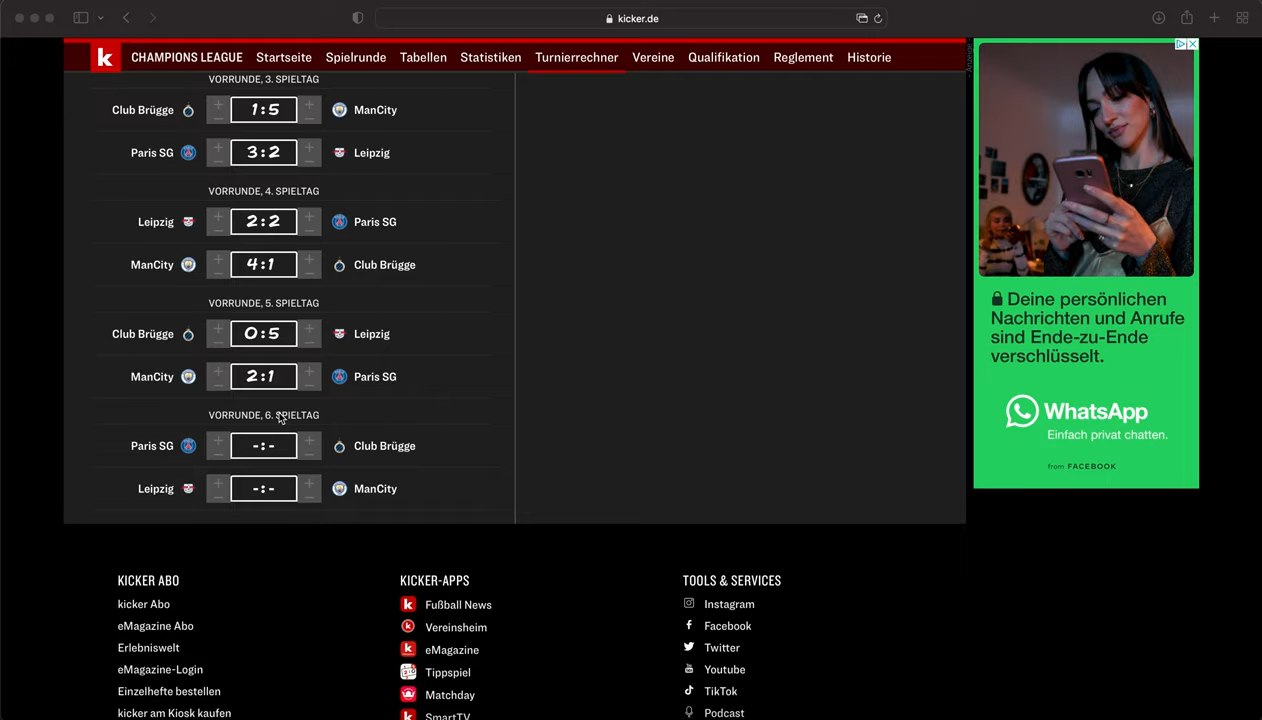 kicker.de
k CHAMPIONS LEAGUE Startseite Spielrunde Tabellen Statistiken Turnierrechner Vereine Qualifikation Reglement Historie
- Anzeige -
VORRUNDE, 3. SPIELTAG
Club Brügge 1:5 ManCity
Paris SG 3:2 Leipzig
VORRUNDE, 4. SPIELTAG
Leipzig 2:2 Paris SG
ManCity 4:1 Club Brügge
VORRUNDE, 5. SPIELTAG
Club Brügge 0:5 Leipzig
ManCity 2:1 Paris SG
VORRUNDE, 6. SPIELTAG
Paris SG -:- Club Brügge
Leipzig -:- ManCity
Deine persönlichen
Nachrichten und Anrufe
sind Ende-zu-Ende
verschlüsselt.
WhatsApp
Einfach privat chatten.
from FACEBOOK
KICKER ABO
kicker Abo
eMagazine Abo
Erlebniswelt
eMagazine-Login
Einzelhefte bestellen
kicker am Kiosk kaufen
KICKER-APPS
Fußball News
Vereinsheim
eMagazine
Tippspiel
Matchday
SmartTV
TOOLS & SERVICES
Instagram
Facebook
Twitter
Youtube
TikTok
Podcast